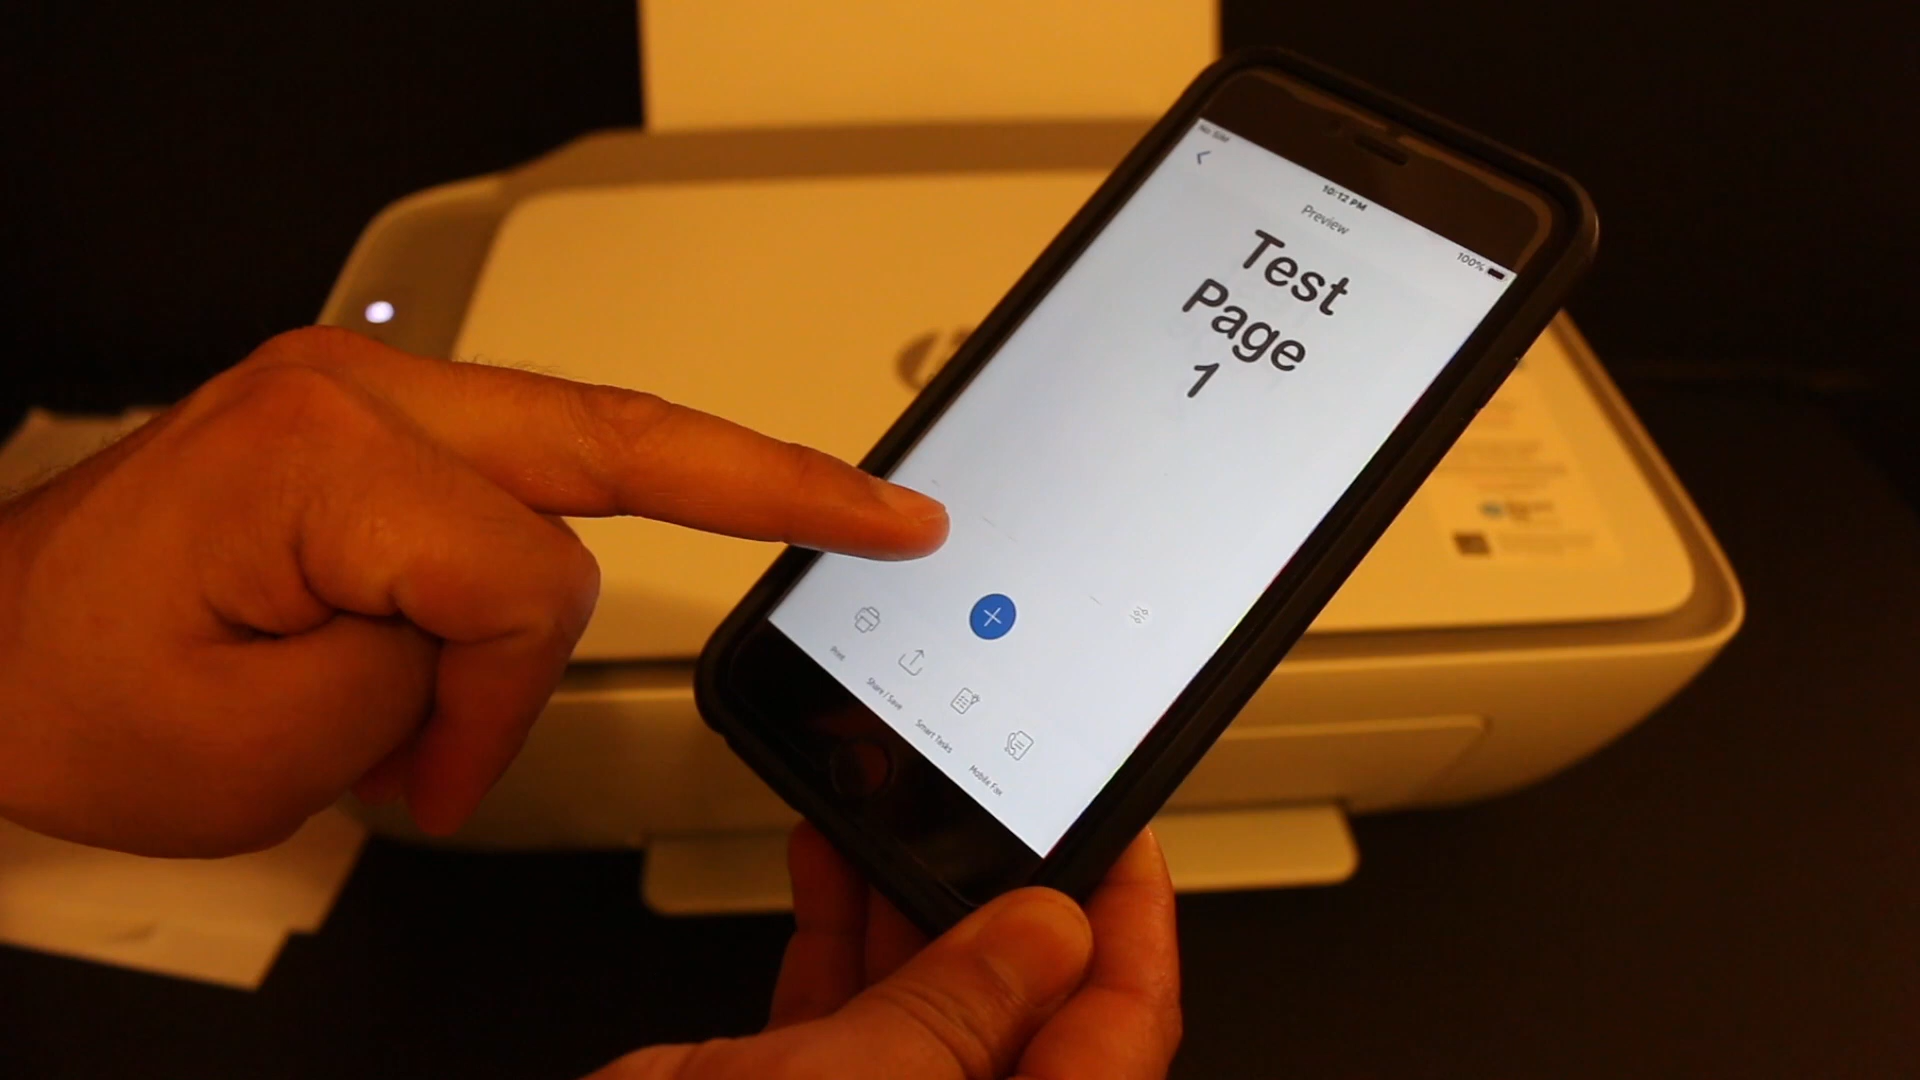 No SIM
10:12 PM
100%
Preview
Test
Page
1
Print
Share / Save
Smart Tasks
Mobile Fax